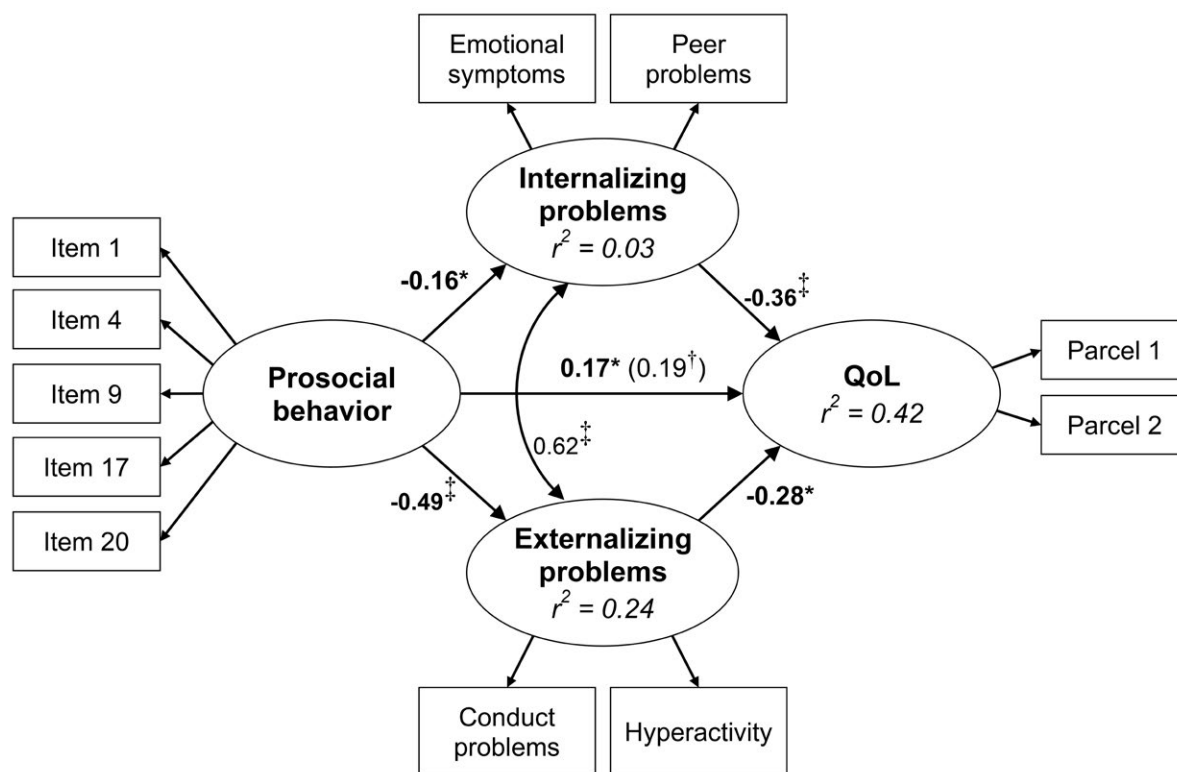 Emotional
symptoms
Peer
problems
Internalizing
problems
r² = 0.03
Item 1
Item 4
Item 9
Item 17
Item 20
-0.16*
-0.36‡
Prosocial
behavior
0.17* (0.19†)
QoL
r² = 0.42
Parcel 1
Parcel 2
0.62‡
-0.49‡
-0.28*
Externalizing
problems
r² = 0.24
Conduct
problems
Hyperactivity